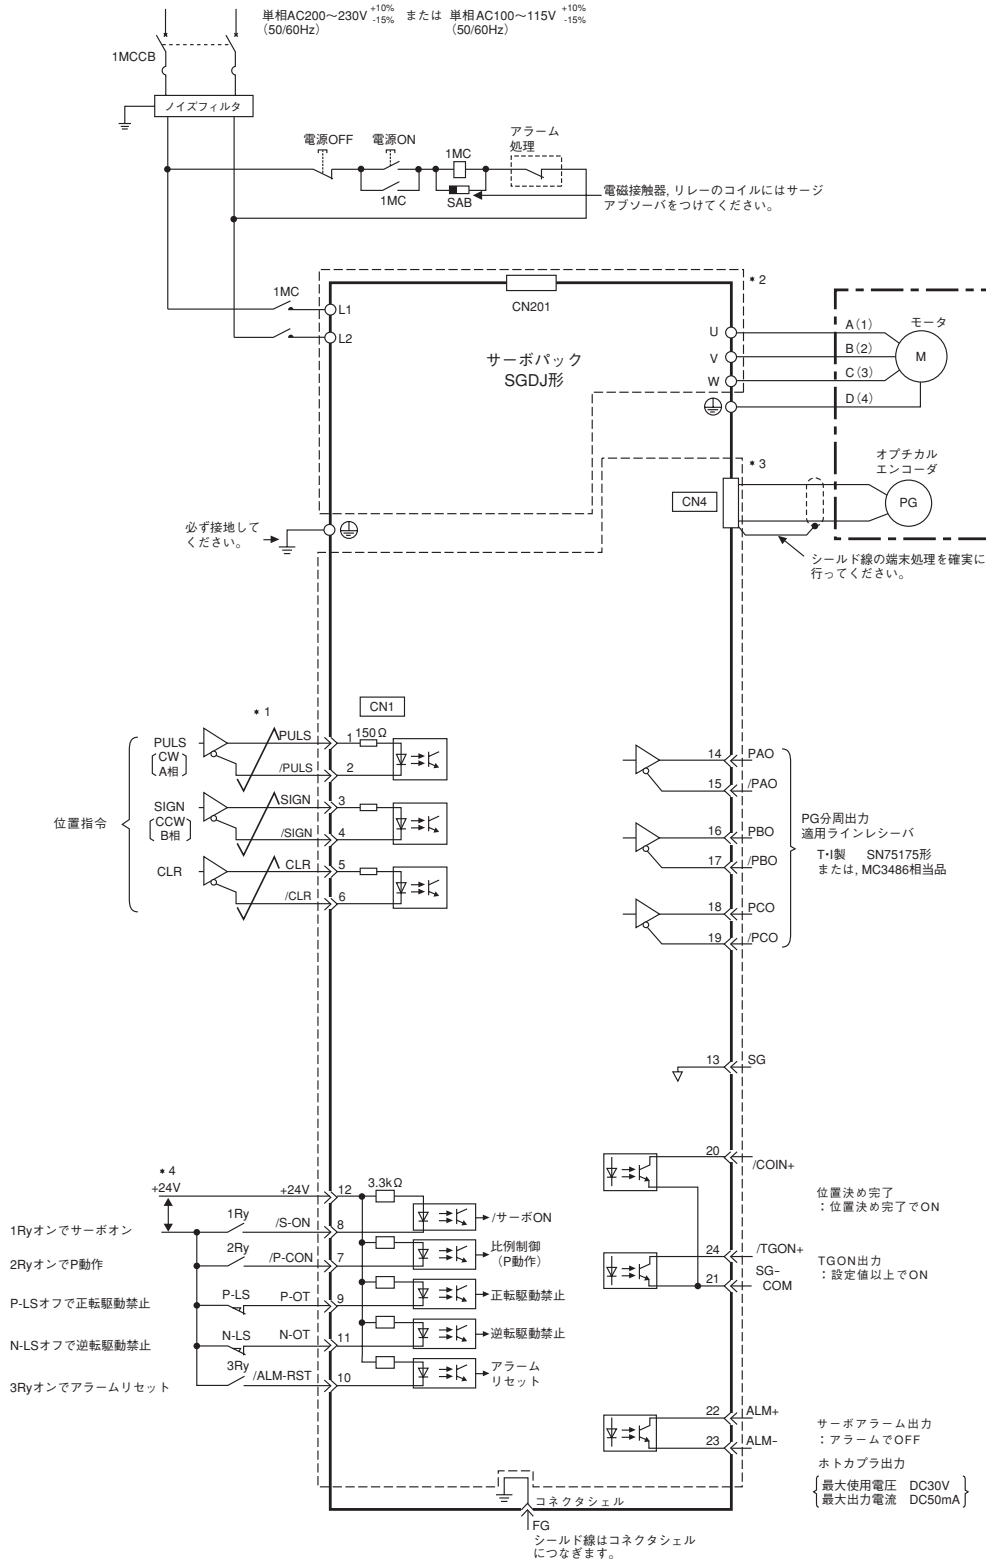 単相AC200～230V +10% -15% または 単相AC100～115V +10% -15%
(50/60Hz) (50/60Hz)
1MCCB
ノイズフィルタ
電源OFF 電源ON
1MC
アラーム
処理
1MC
SAB
電磁接触器, リレーのコイルにはサージ
アブソーバをつけてください。
1MC
L1
L2
CN201
*2
サーボパック
SGDJ形
U
V
W
A(1)
B(2)
C(3)
D(4)
モータ
M
*3
オプチカル
エンコーダ
CN4
PG
必ず接地して
ください。
シールド線の端末処理を確実に
行ってください。
CN1
*1
位置指令
PULS
CW
A相
PULS 1 150Ω
/PULS 2
SIGN
CCW
B相
SIGN 3
/SIGN 4
CLR
CLR 5
/CLR 6
14 PAO
15 /PAO
16 PBO
17 /PBO
18 PCO
19 /PCO
PG分周出力
適用ラインレシーバ
T・I製 SN75175形
または, MC3486相当品
13 SG
20 /COIN+
位置決め完了
：位置決め完了でON
24 /TGON+
21 SG-COM
TGON出力
：設定値以上でON
*4
+24V
+24V 12 3.3kΩ
1Ryオンでサーボオン
1Ry /S-ON 8
/サーボON
2RyオンでP動作
2Ry /P-CON 7
比例制御
(P動作)
P-LSオフで正転駆動禁止
P-LS P-OT 9
正転駆動禁止
N-LSオフで逆転駆動禁止
N-LS N-OT 11
逆転駆動禁止
3Ryオンでアラームリセット
3Ry /ALM-RST 10
アラーム
リセット
22 ALM+
23 ALM-
サーボアラーム出力
：アラームでOFF
ホトカプラ出力
最大使用電圧 DC30V
最大出力電流 DC50mA
コネクタシェル
FG
シールド線はコネクタシェル
につなぎます。